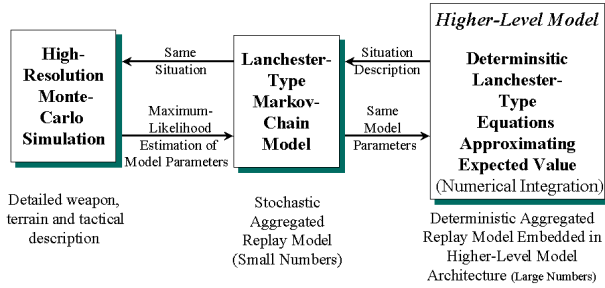 High-
Resolution
Monte-
Carlo
Simulation
Same
Situation
Maximum-
Likelihood
Estimation of
Model Parameters
Lanchester-
Type
Markov-
Chain
Model
Situation
Description
Same
Model
Parameters
Higher-Level Model
Determinsitic
Lanchester-
Type
Equations
Approximating
Expected Value
(Numerical Integration)
Detailed weapon,
terrain and tactical
description
Stochastic
Aggregated
Replay Model
(Small Numbers)
Deterministic Aggregated
Replay Model Embedded in
Higher-Level Model
Architecture (Large Numbers)